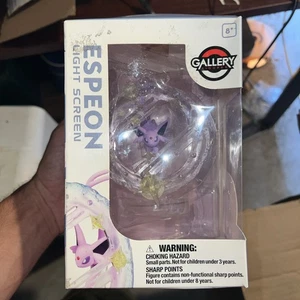 8+
GALLERY
ESPEON
LIGHT SCREEN
WARNING:
CHOKING HAZARD
Small parts. Not for children under 3 years.
SHARP POINTS
Figure contains non-functional sharp points.
Not for children under 8 years.